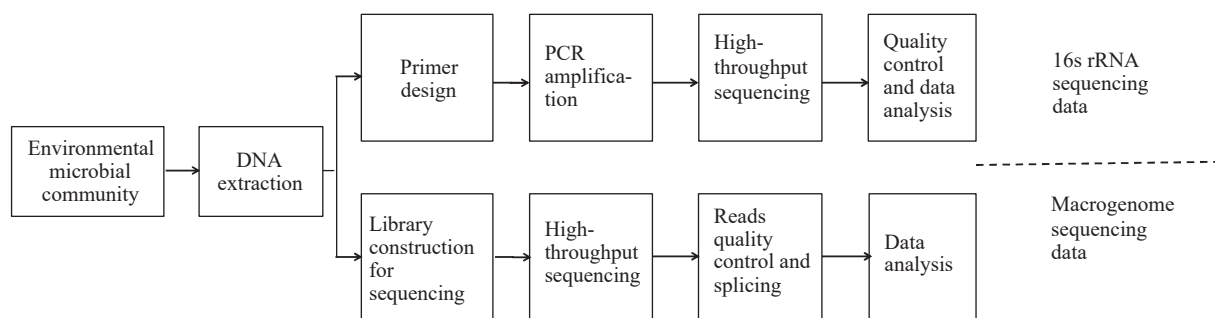 Environmental
microbial
community
DNA
extraction
Primer
design
PCR
amplifica-
tion
High-
throughput
sequencing
Quality
control
and data
analysis
16s rRNA
sequencing
data
Library
construction
for
sequencing
High-
throughput
sequencing
Reads
quality
control and
splicing
Data
analysis
Macrogenome
sequencing
data